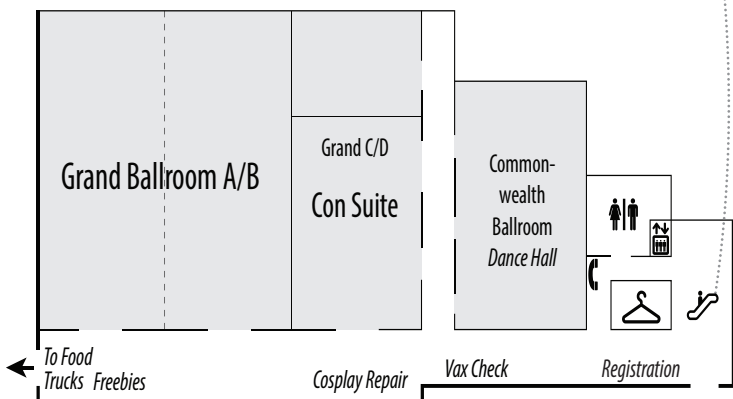 Grand Ballroom A/B
Grand C/D
Con Suite
Common-
wealth
Ballroom
Dance Hall
To Food
Trucks
Freebies
Cosplay Repair
Vax Check
Registration